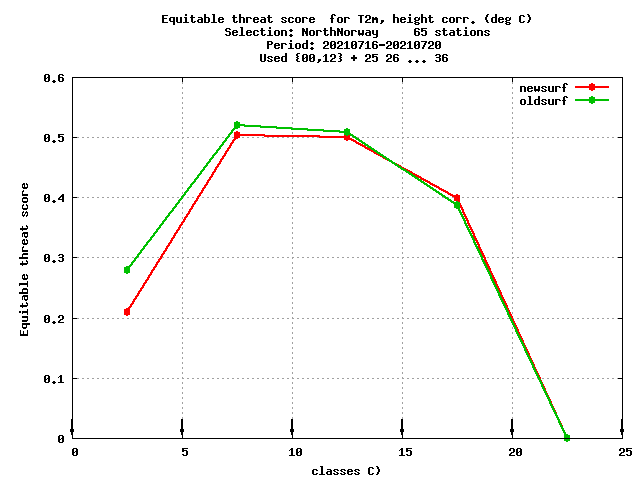 Equitable threat score  for T2m, height corr. (deg C)
Selection: NorthNorway     65 stations
Period: 20210716-20210720
Used {00,12} + 25 26 ... 36
newsurf
oldsurf
0.6
0.5
0.4
0.3
0.2
0.1
0
Equitable threat score
0 5 10 15 20 25
classes C)